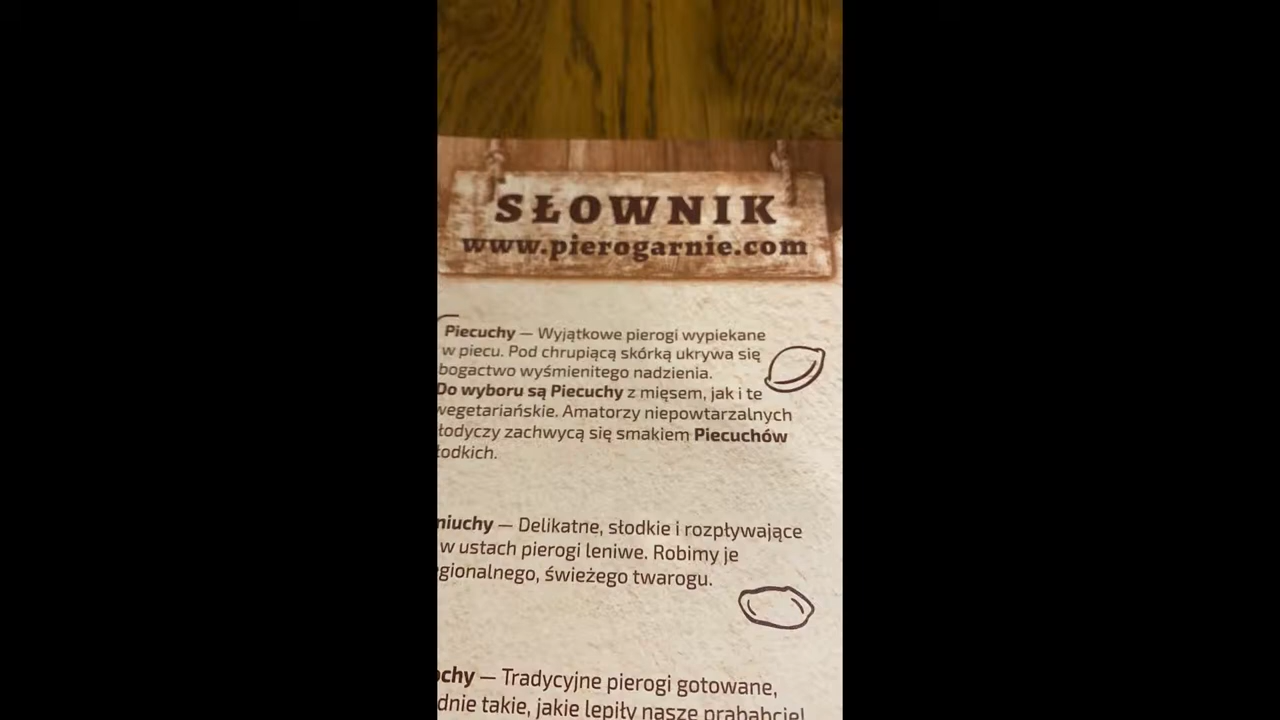 SŁOWNIK
www.pierogarnie.com
Piecuchy — Wyjątkowe pierogi wypiekane
w piecu. Pod chrupiącą skórką ukrywa się
bogactwo wyśmienitego nadzienia.
Do wyboru są Piecuchy z mięsem, jak i te
wegetariańskie. Amatorzy niepowtarzalnych
łodyczy zachwycą się smakiem Piecuchów
łodkich.
niuchy — Delikatne, słodkie i rozpływające
w ustach pierogi leniwe. Robimy je
gionalnego, świeżego twarogu.
chy — Tradycyjne pierogi gotowane,
dnie takie, jakie lepiły nasze prababcie!